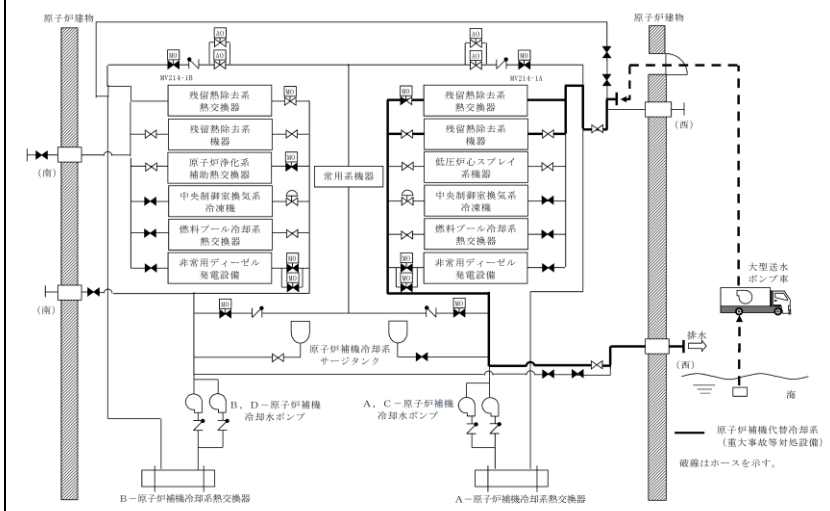 原子炉建物
原子炉建物
AO
AO
AO
AO
MO
MO
MV214-1B
MV214-1A
残留熱除去系
熱交換器
MO
残留熱除去系
機器
原子炉浄化系
補助熱交換器
MO
中央制御室換気系
冷凍機
燃料プール冷却系
熱交換器
非常用ディーゼル
発電設備
MO
MO
常用系機器
MO
残留熱除去系
熱交換器
残留熱除去系
機器
低圧炉心スプレイ
系機器
中央制御室換気系
冷凍機
燃料プール冷却系
熱交換器
MO
MO
非常用ディーゼル
発電設備
(南)
(南)
(西)
(西)
大型送水
ポンプ車
排水
海
MO
MO
原子炉補機冷却系
サージタンク
B,D－原子炉補機
冷却水ポンプ
A,C－原子炉補機
冷却水ポンプ
B－原子炉補機冷却系熱交換器
A－原子炉補機冷却系熱交換器
原子炉補機代替冷却系
(重大事故等対処設備)
破線はホースを示す。